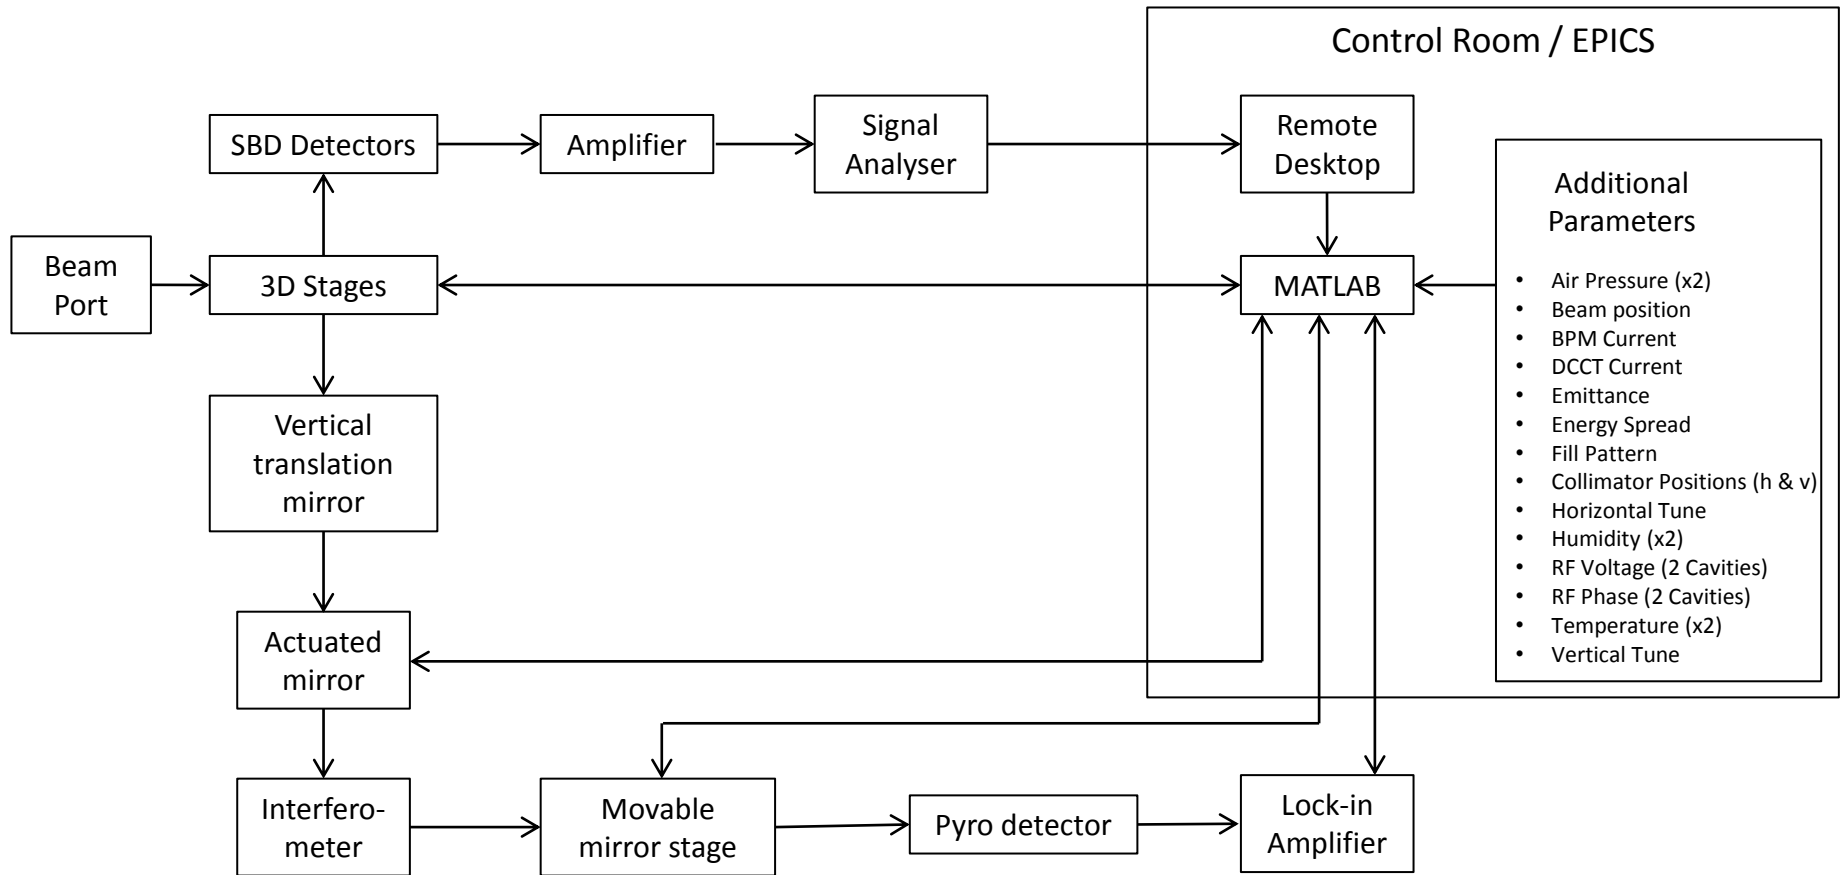 Control Room / EPICS
SBD Detectors
Amplifier
Signal
Analyser
Remote
Desktop
Additional
Parameters
Beam
Port
3D Stages
MATLAB
• Air Pressure (x2)
• Beam position
• BPM Current
• DCCT Current
• Emittance
• Energy Spread
• Fill Pattern
• Collimator Positions (h & v)
• Horizontal Tune
• Humidity (x2)
• RF Voltage (2 Cavities)
• RF Phase (2 Cavities)
• Temperature (x2)
• Vertical Tune
Vertical
translation
mirror
Actuated
mirror
Interfero-
meter
Movable
mirror stage
Pyro detector
Lock-in
Amplifier